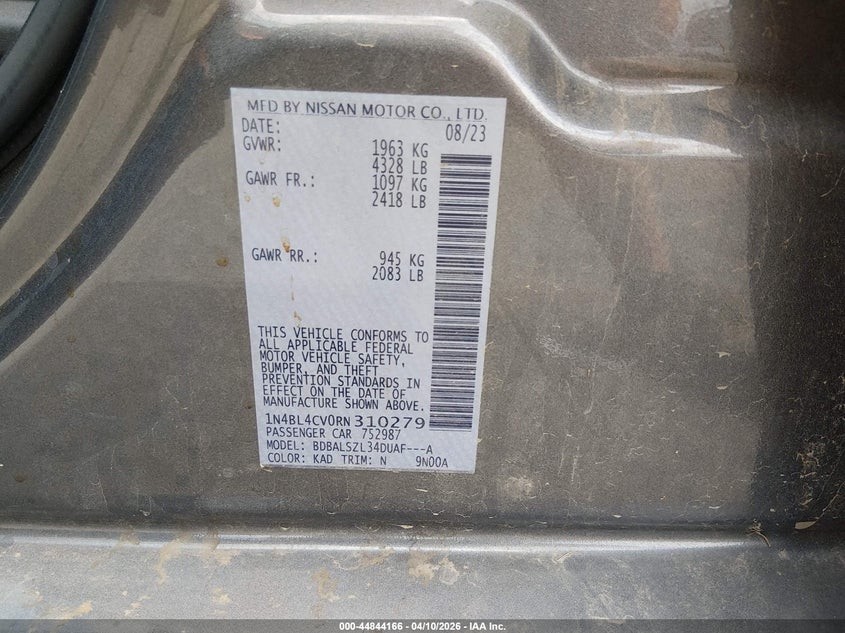 MFD BY NISSAN MOTOR CO., LTD.
DATE: 08/23
GVWR: 1963 KG
4328 LB
GAWR FR.: 1097 KG
2418 LB
GAWR RR.: 945 KG
2083 LB
THIS VEHICLE CONFORMS TO
ALL APPLICABLE FEDERAL
MOTOR VEHICLE SAFETY,
BUMPER, AND THEFT
PREVENTION STANDARDS IN
EFFECT ON THE DATE OF
MANUFACTURE SHOWN ABOVE.
1N4BL4CV0RN310279
PASSENGER CAR 752987
MODEL: BDBALSZL34DUAF---A
COLOR: KAD TRIM: N 9N00A
000-44844166 - 04/10/2026 - IAA Inc.